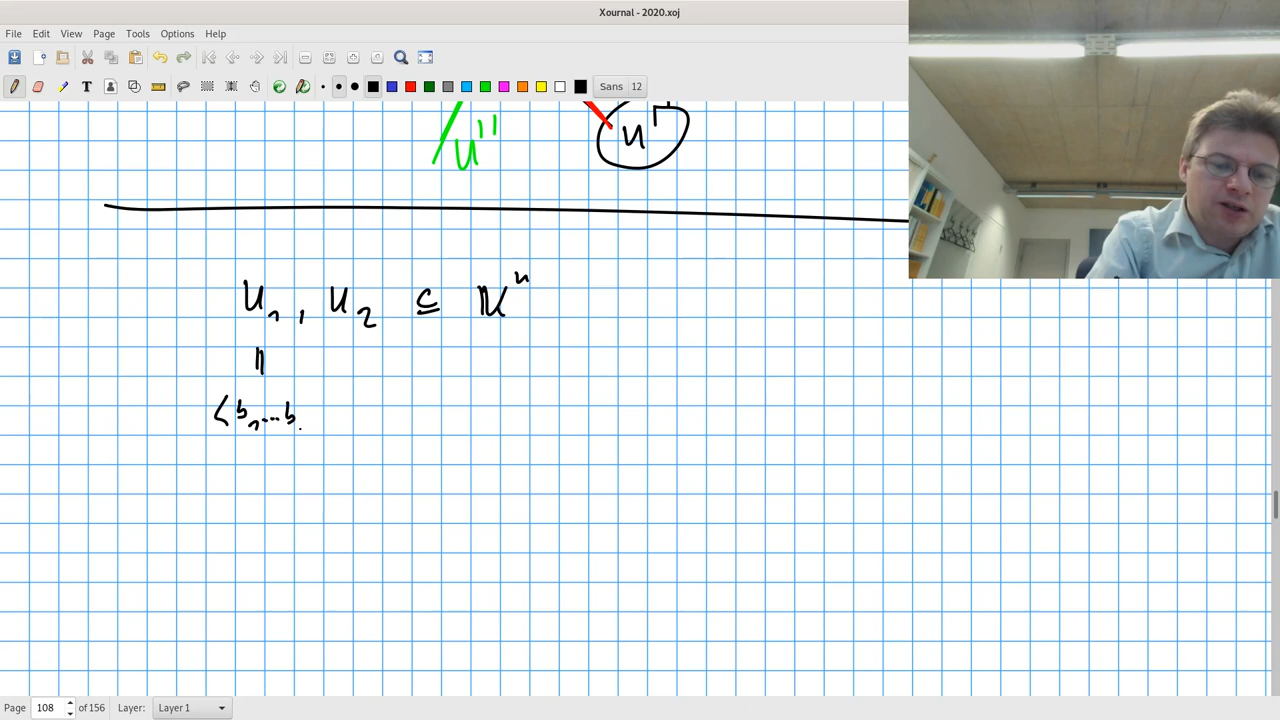 Xournal - 2020.xoj
File Edit View Page Tools Options Help
T Sans 12
U'' U'
U₁, U₂ ⊆ 𝕂ⁿ
||
⟨b₁...b.
Page 108 of 156 Layer: Layer 1